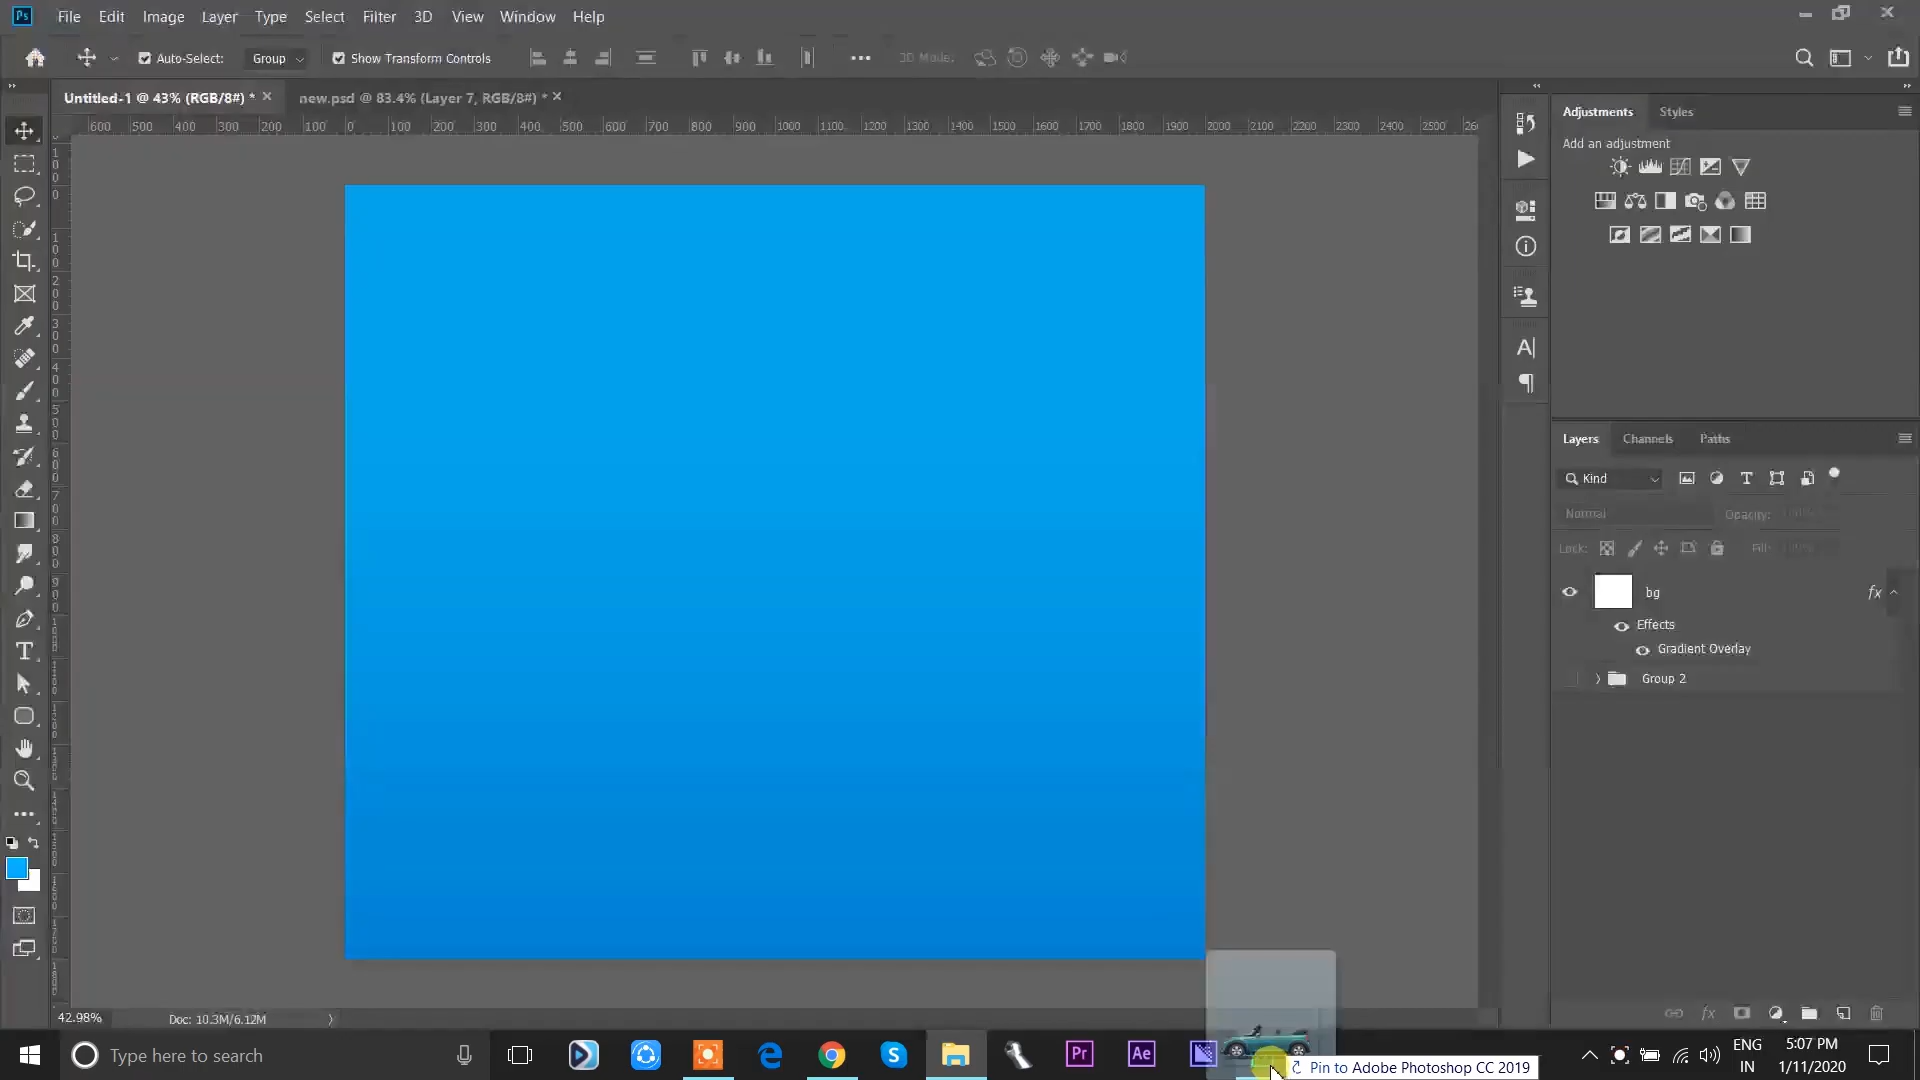 Ps File Edit Image Layer Type Select Filter 3D View Window Help
Auto-Select: Group Show Transform Controls 3D Mode:
Untitled-1 @ 43% (RGB/8#) * × new.psd @ 83.4% (Layer 7, RGB/8#) * ×
600 500 400 300 200 100 0 100 200 300 400 500 600 700 800 900 1000 1100 1200 1300 1400 1500 1600 1700 1800 1900 2000 2100 2200 2300 2400 2500
Adjustments Styles
Add an adjustment
Layers Channels Paths
Kind
Normal Opacity: 100%
Lock: Fill: 100%
bg fx
Effects
Gradient Overlay
Group 2
42.98% Doc: 10.3M/6.12M
Type here to search
Pr Ae
Pin to Adobe Photoshop CC 2019
ENG
IN
5:07 PM
1/11/2020